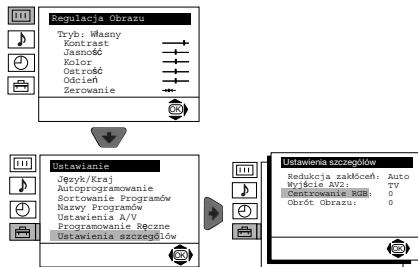 Regulacja Obrazu
Tryb: Własny
Kontrast
Jasność
Kolor
Ostrość
Odcień
Zerowanie
OK
Ustawianie
Język/Kraj
Autoprogramowanie
Sortowanie Programów
Nazwy Programów
Ustawienia A/V
Programowanie Ręczne
Ustawienia szczegółów
OK
Ustawienia szczegółów
Redukcja zakłóceń: Auto
Wyjście AV2: TV
Centrowanie RGB: 0
Obrót Obrazu: 0
OK